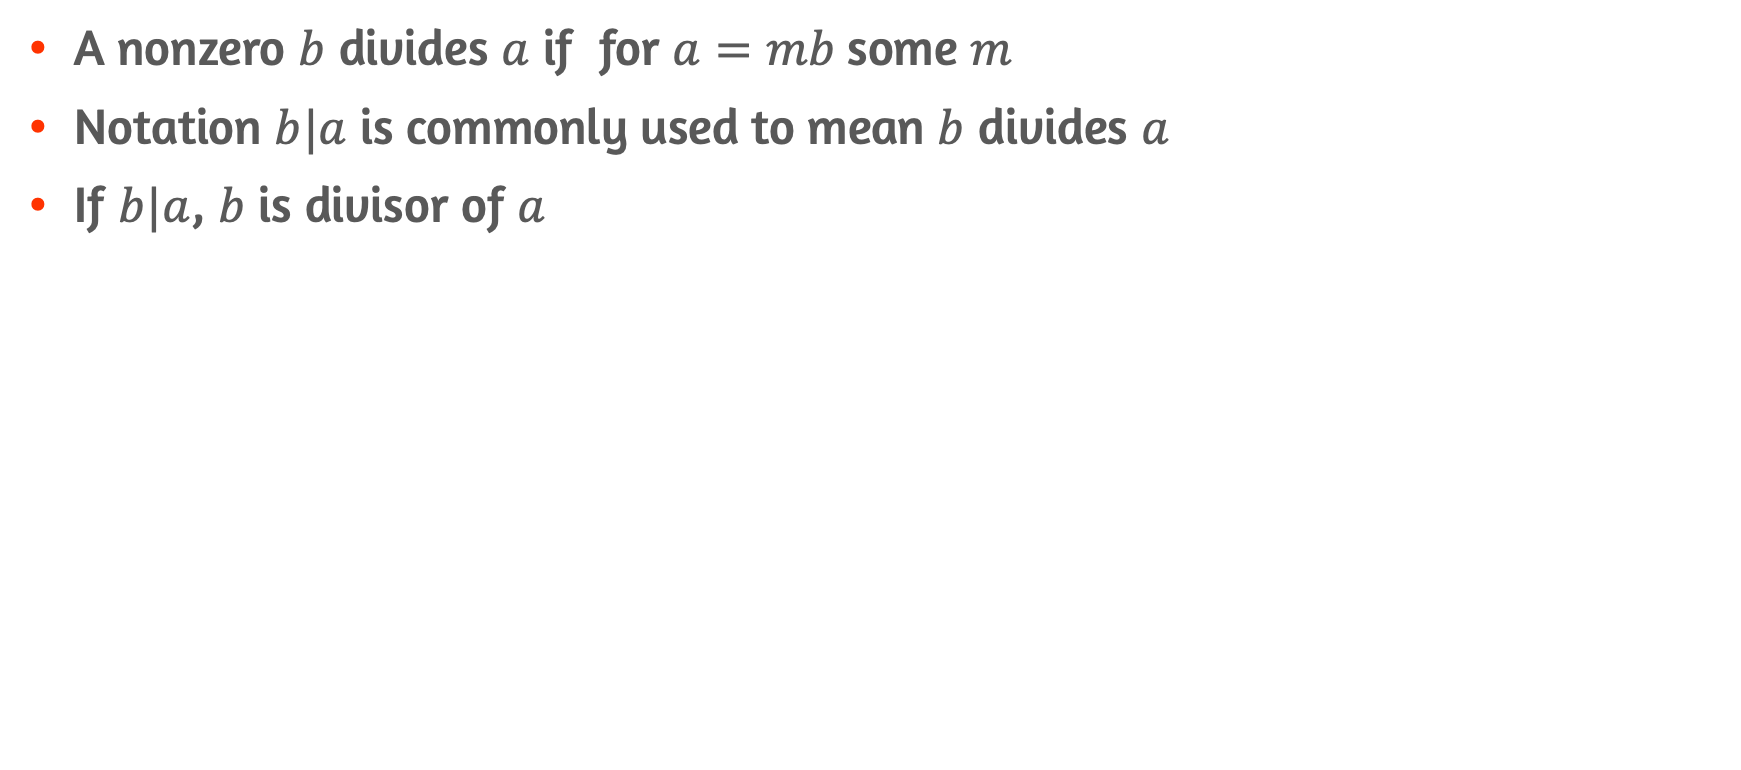 • A nonzero b divides a if  for a = mb some m
• Notation b|a is commonly used to mean b divides a
• If b|a, b is divisor of a